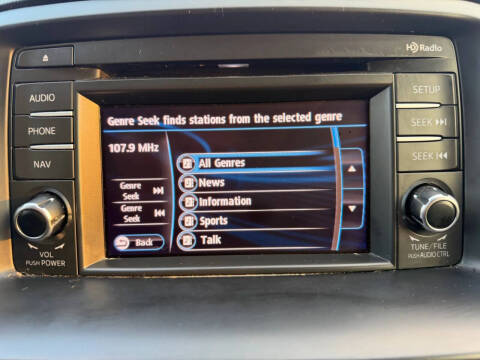 HD Radio
AUDIO
PHONE
NAV
VOL
PUSH POWER
Genre Seek finds stations from the selected genre
107.9 MHz
Genre
Seek
Genre
Seek
Back
All Genres
News
Information
Sports
Talk
SETUP
SEEK
SEEK
TUNE/FILE
PUSH AUDIO CTRL